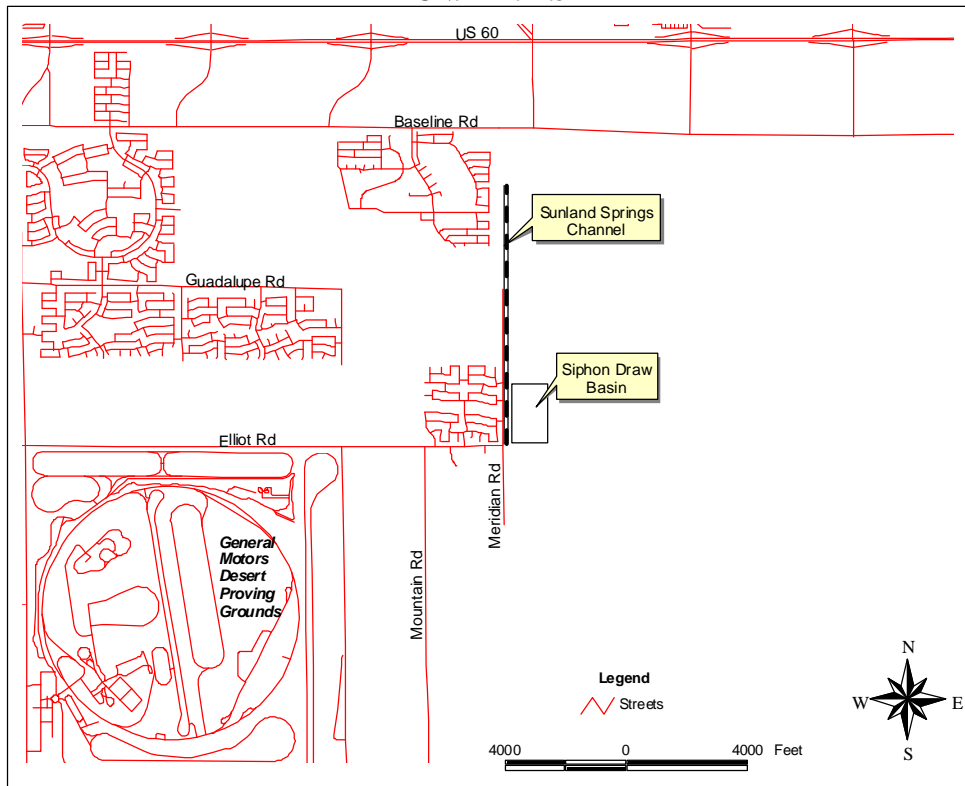 US 60
Baseline Rd
Sunland Springs
Channel
Guadalupe Rd
Siphon Draw
Basin
Elliot Rd
Meridian Rd
General
Motors
Desert
Proving
Grounds
Mountain Rd
Legend
Streets
N
W
E
S
4000 0 4000 Feet